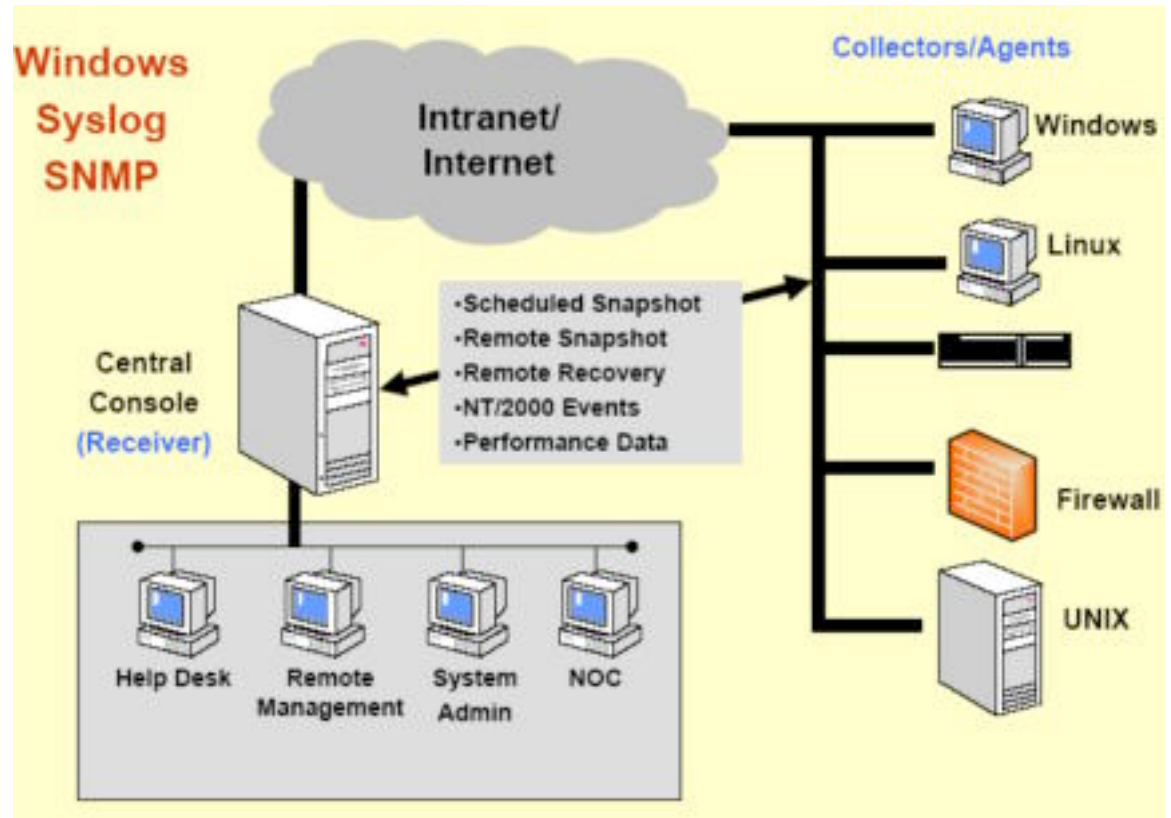 Windows
Syslog
SNMP
Intranet/
Internet
Collectors/Agents
Windows
Linux
Firewall
UNIX
•Scheduled Snapshot
•Remote Snapshot
•Remote Recovery
•NT/2000 Events
•Performance Data
Central
Console
(Receiver)
Help Desk
Remote
Management
System
Admin
NOC